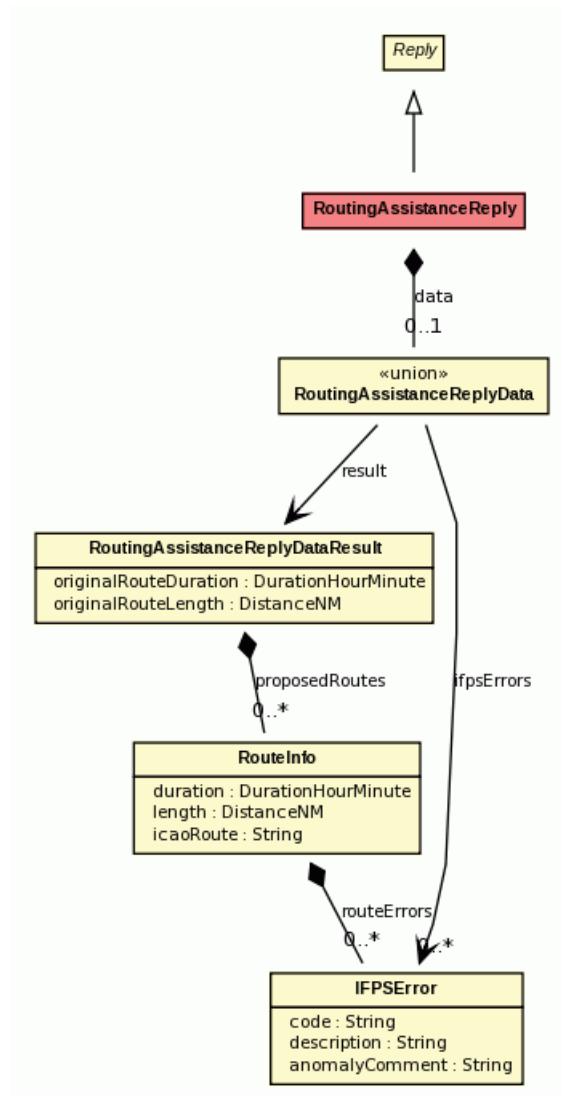 Reply
RoutingAssistanceReply
data
0..1
«union»
RoutingAssistanceReplyData
result
RoutingAssistanceReplyDataResult
originalRouteDuration : DurationHourMinute
originalRouteLength : DistanceNM
proposedRoutes
ifpsErrors
0..*
RouteInfo
duration : DurationHourMinute
length : DistanceNM
icaoRoute : String
routeErrors
0..*
0..*
IFPSError
code : String
description : String
anomalyComment : String